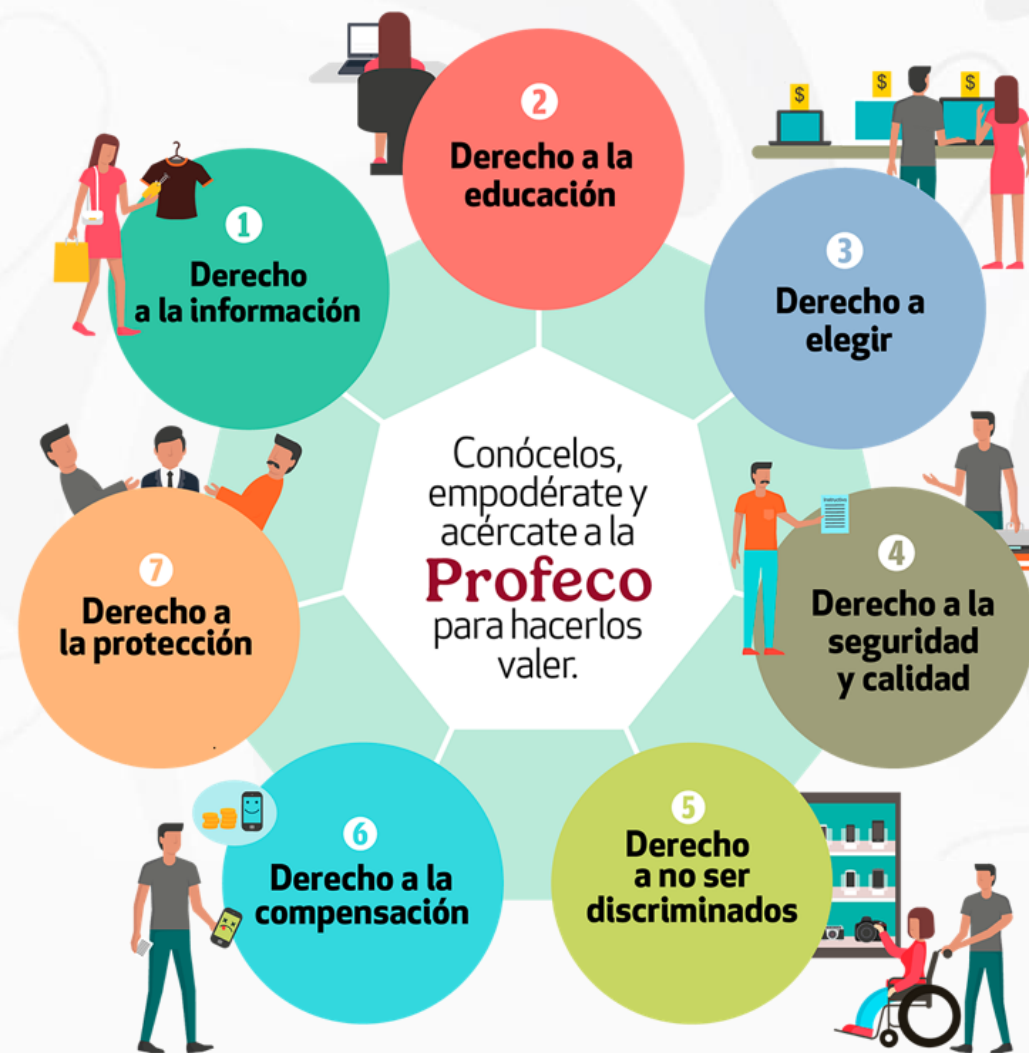 1
Derecho
a la información
2
Derecho a la
educación
$
$
$
3
Derecho a
elegir
Instructivo
4
Derecho a la
seguridad
y calidad
5
Derecho
a no ser
discriminados
6
Derecho a la
compensación
7
Derecho a
la protección
Conócelos,
empodérate y
acércate a la
Profeco
para hacerlos
valer.